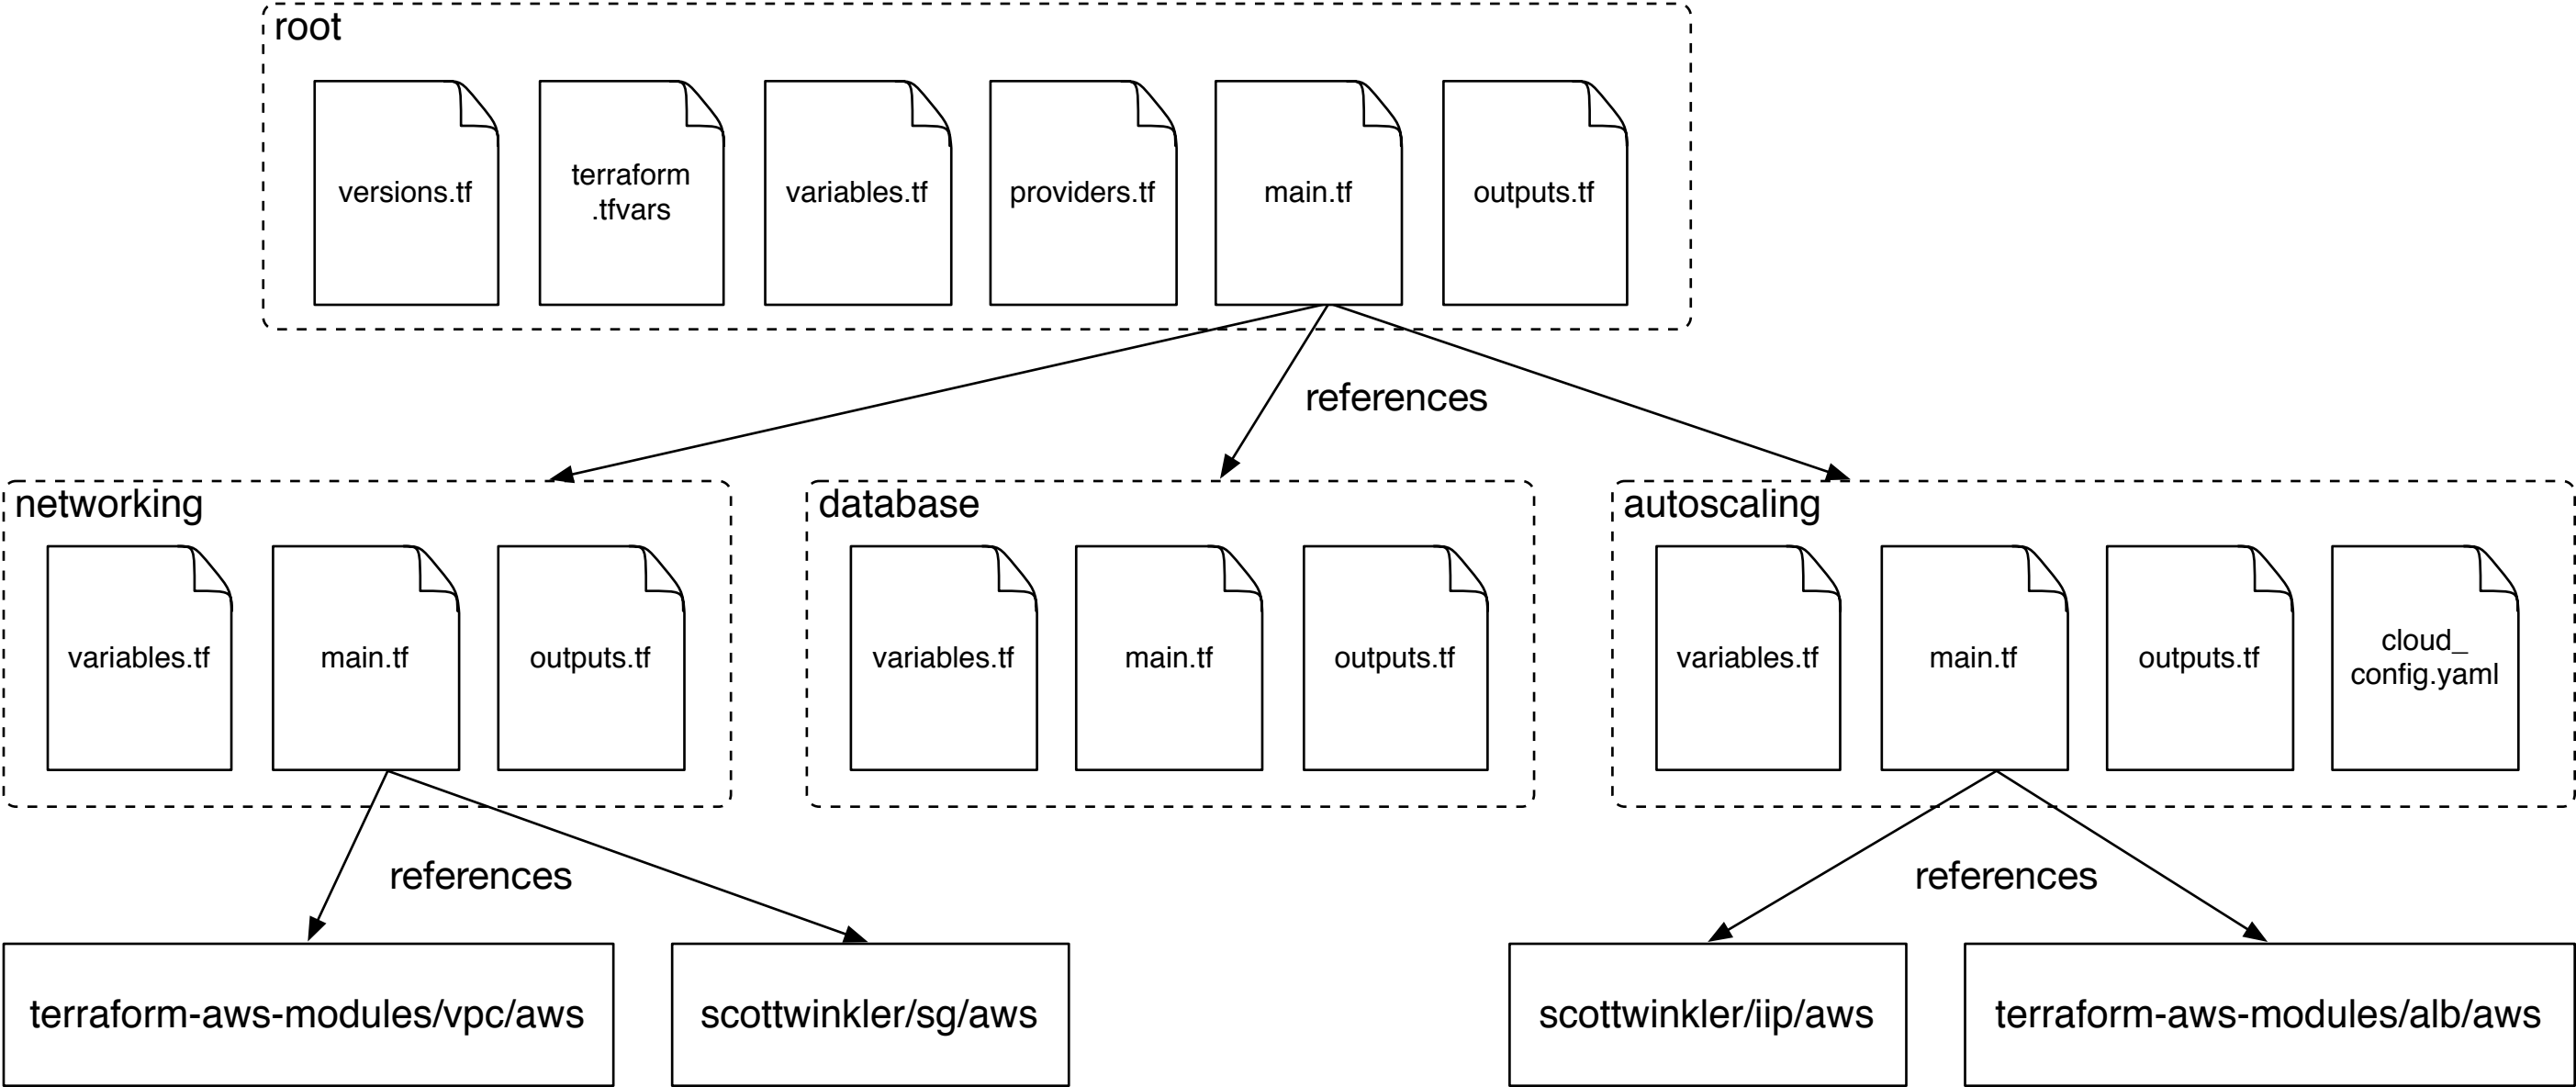 root
versions.tf
terraform
.tfvars
variables.tf
providers.tf
main.tf
outputs.tf
references
networking
variables.tf
main.tf
outputs.tf
database
variables.tf
main.tf
outputs.tf
autoscaling
variables.tf
main.tf
outputs.tf
cloud_
config.yaml
references
references
terraform-aws-modules/vpc/aws
scottwinkler/sg/aws
scottwinkler/iip/aws
terraform-aws-modules/alb/aws